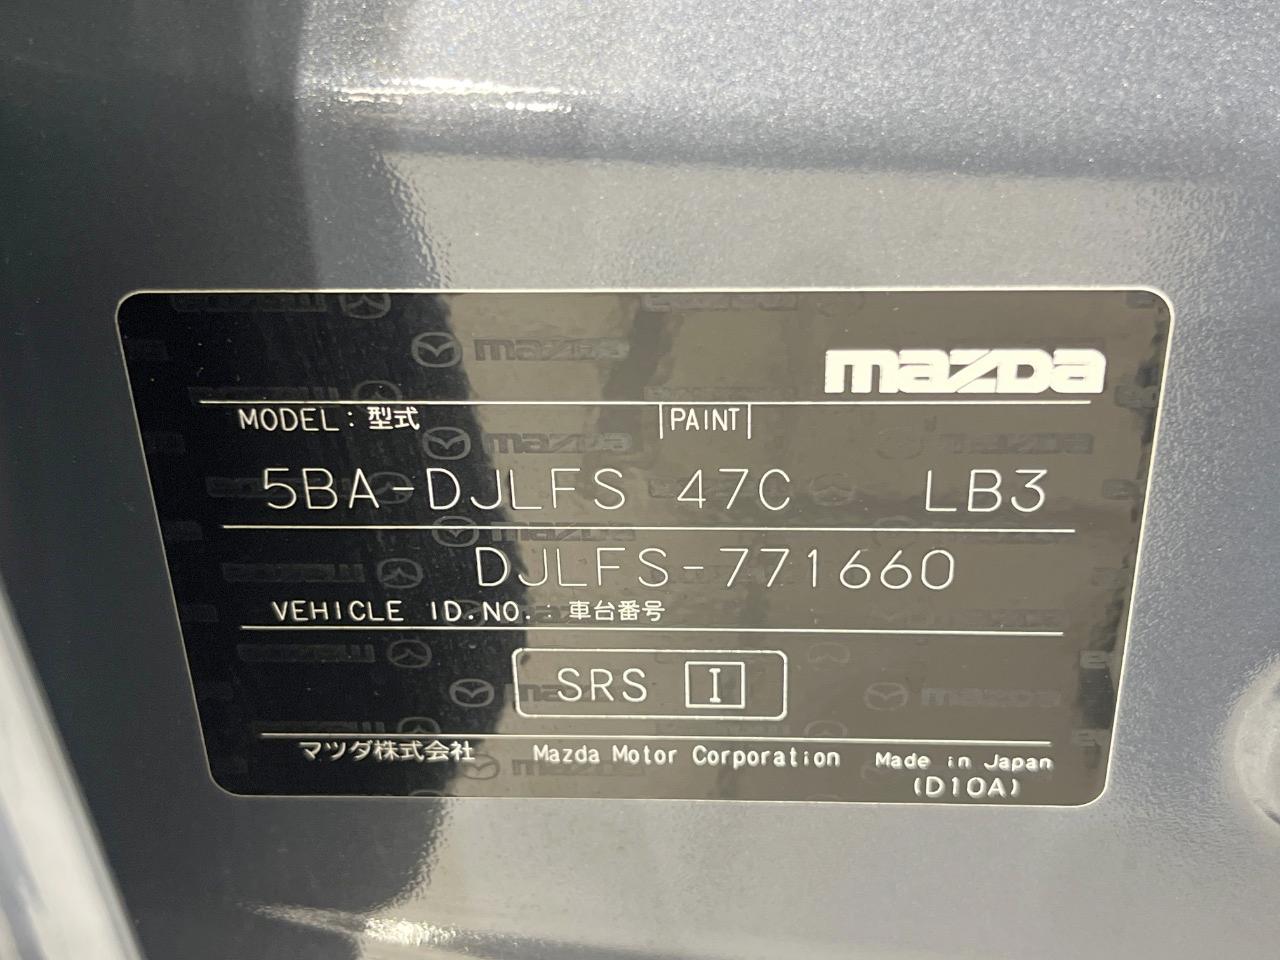 mazda
MODEL : 型式 PAINT
5BA-DJLFS 47C LB3
DJLFS-771660
VEHICLE ID.NO. : 車台番号
SRS I
マツダ株式会社 Mazda Motor Corporation Made in Japan
(D10A)